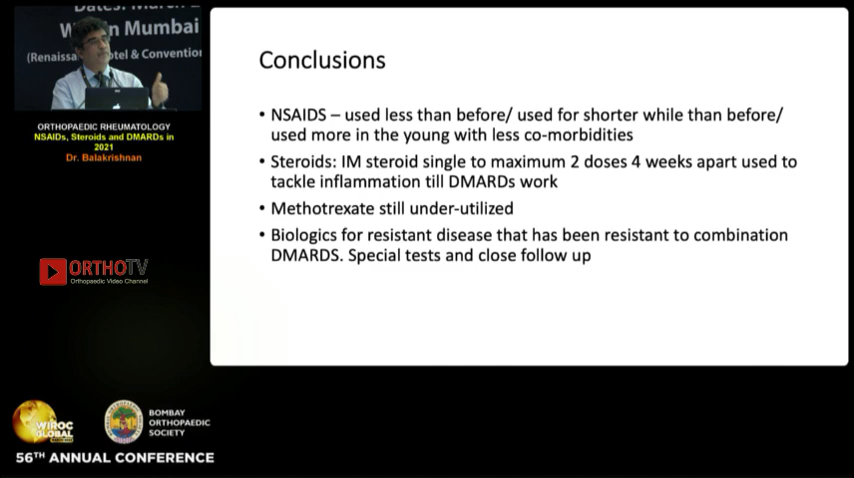 Dates: March
W n Mumbai
(Renaissa tel & Convention
ORTHOPAEDIC RHEUMATOLOGY
NSAIDs, Steroids and DMARDs in
2021
Dr. Balakrishnan
ORTHOTV
Orthopaedic Video Channel
Conclusions
• NSAIDS – used less than before/ used for shorter while than before/
used more in the young with less co-morbidities
• Steroids: IM steroid single to maximum 2 doses 4 weeks apart used to
tackle inflammation till DMARDs work
• Methotrexate still under-utilized
• Biologics for resistant disease that has been resistant to combination
DMARDS. Special tests and close follow up
WIROC
GLOBAL
BOMBAY
ORTHOPAEDIC
SOCIETY
56TH ANNUAL CONFERENCE